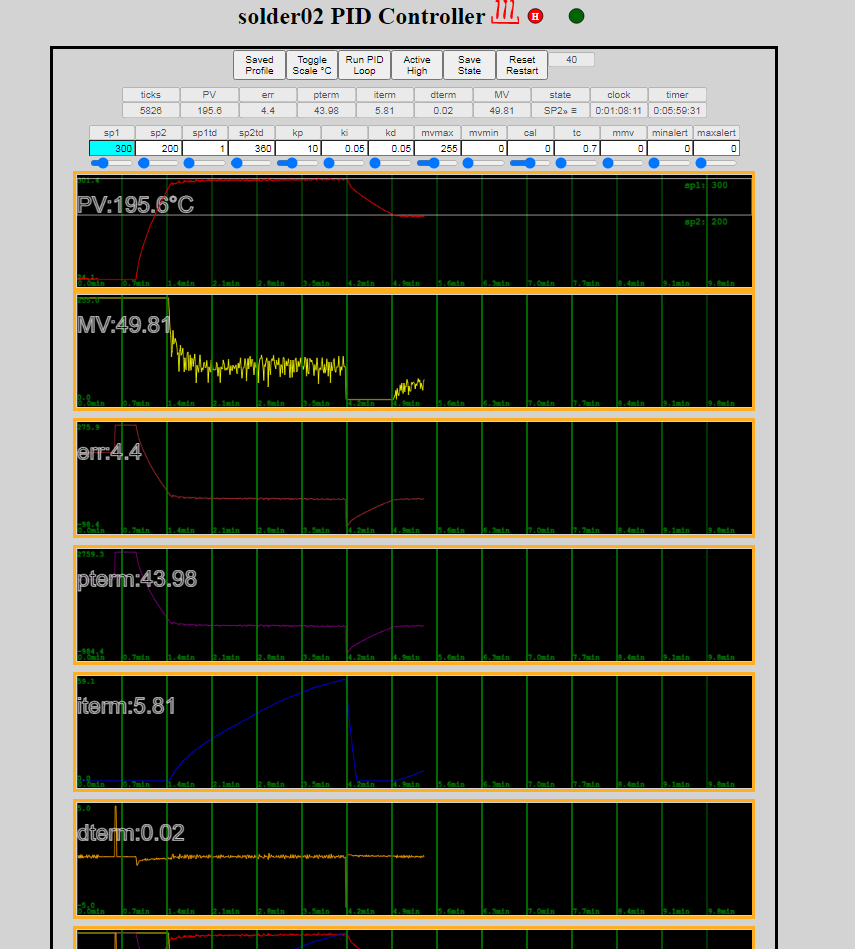 solder02 PID Controller H
Saved Profile Toggle Scale °C Run PID Loop Active High Save State Reset Restart 40
ticks PV err pterm iterm dterm MV state clock timer
5826 195.6 4.4 43.98 5.81 0.02 49.81 SP2» ≡ 0:01:08:11 0:05:59:31
sp1 sp2 sp1td sp2td kp ki kd mvmax mvmin cal tc mmv minalert maxalert
300 200 1 360 10 0.05 0.05 255 0 0 0.7 0 0 0
sp1: 300
PV:195.6°C
sp2: 200
24.1
0.0min 0.7min 1.4min 2.1min 2.8min 3.5min 4.2min 4.9min 5.6min 6.3min 7.0min 7.7min 8.4min 9.1min 9.8min
255.0
MV:49.81
0.0
0.0min 0.7min 1.4min 2.1min 2.8min 3.5min 4.2min 4.9min 5.6min 6.3min 7.0min 7.7min 8.4min 9.1min 9.8min
275.9
err:4.4
-98.4
0.0min 0.7min 1.4min 2.1min 2.8min 3.5min 4.2min 4.9min 5.6min 6.3min 7.0min 7.7min 8.4min 9.1min 9.8min
2759.3
pterm:43.98
-984.4
0.0min 0.7min 1.4min 2.1min 2.8min 3.5min 4.2min 4.9min 5.6min 6.3min 7.0min 7.7min 8.4min 9.1min 9.8min
59.1
iterm:5.81
0.0
0.0min 0.7min 1.4min 2.1min 2.8min 3.5min 4.2min 4.9min 5.6min 6.3min 7.0min 7.7min 8.4min 9.1min 9.8min
5.0
dterm:0.02
-5.0
0.0min 0.7min 1.4min 2.1min 2.8min 3.5min 4.2min 4.9min 5.6min 6.3min 7.0min 7.7min 8.4min 9.1min 9.8min